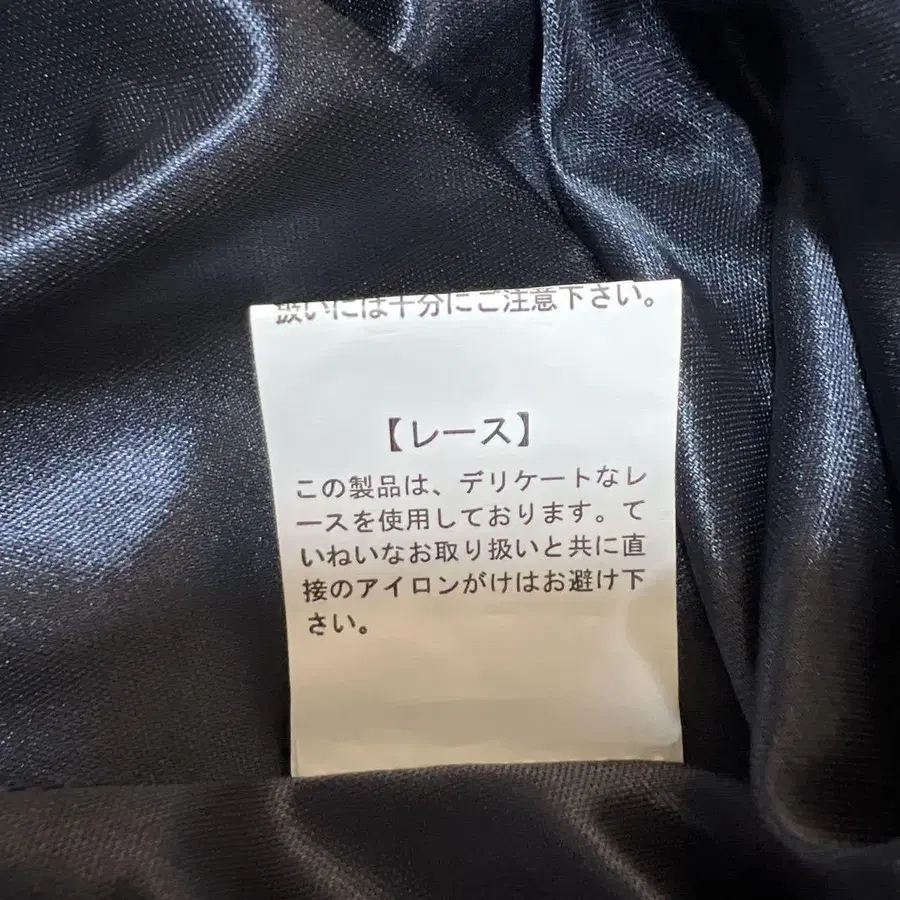 扱いには十分にご注意下さい。
【レース】
この製品は、デリケートなレ
ースを使用しております。て
いねいなお取り扱いと共に直
接のアイロンがけはお避け下
さい。